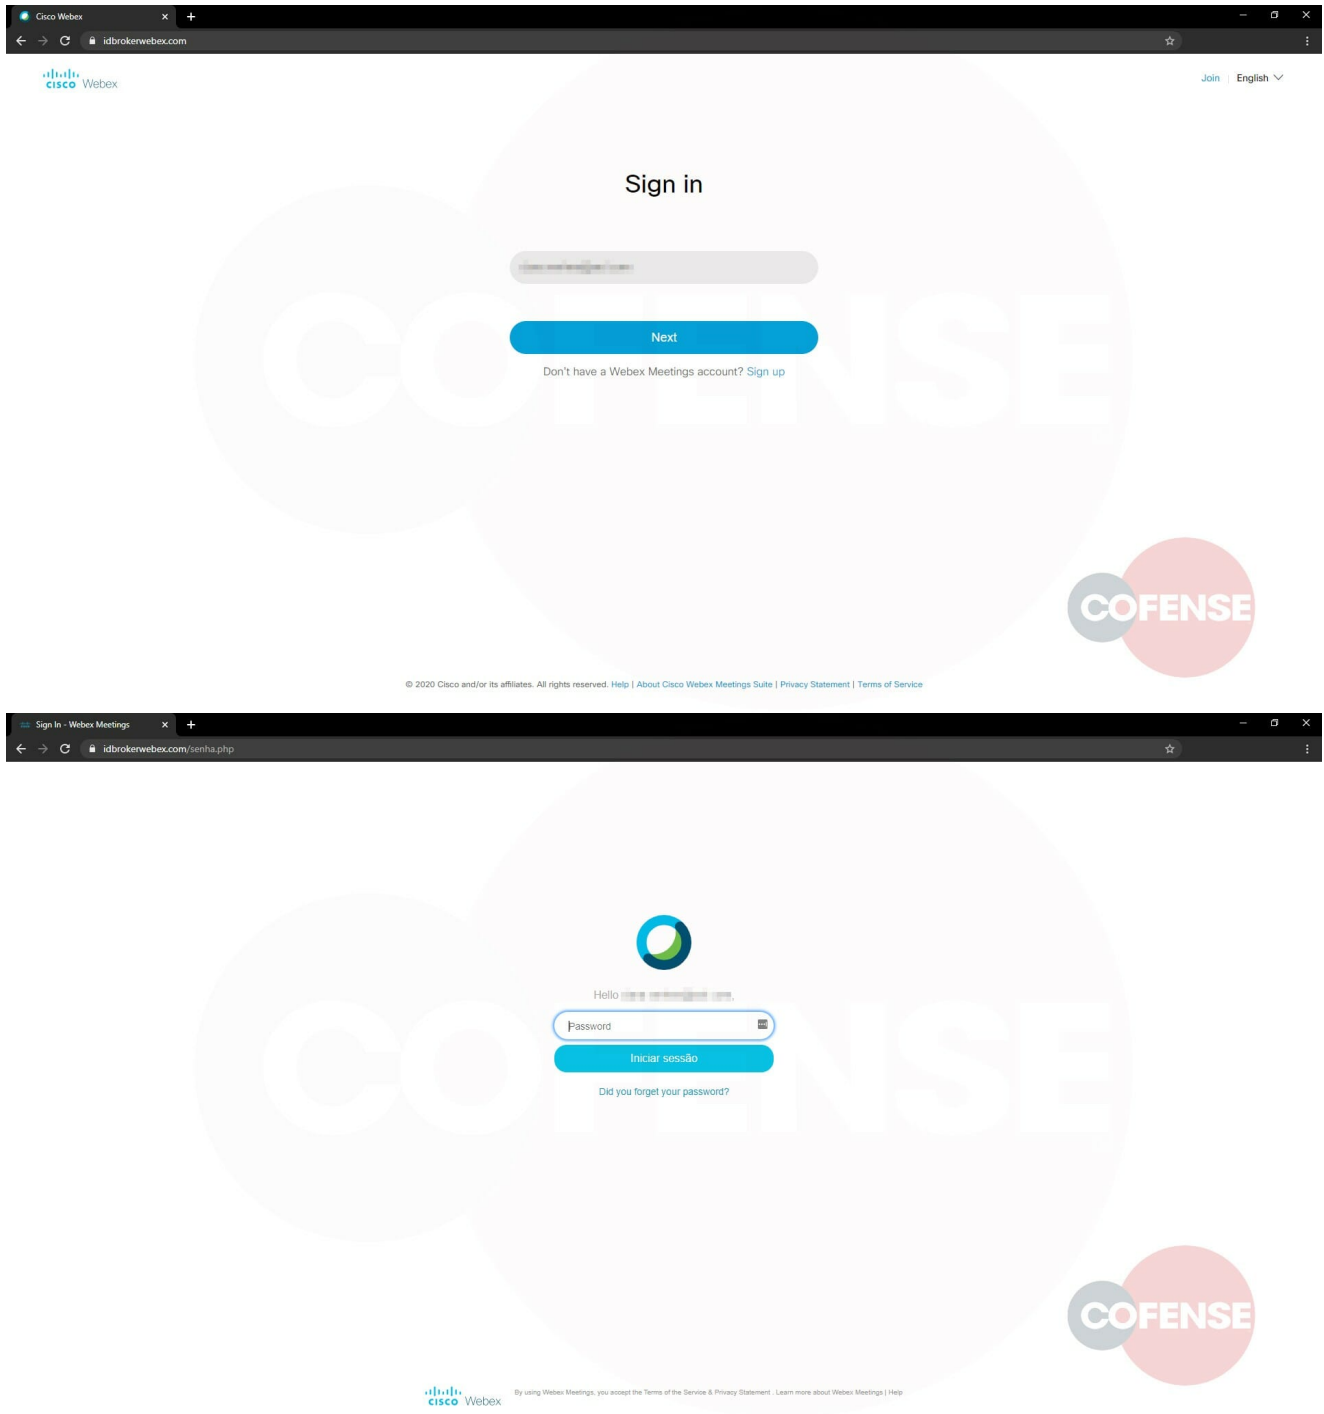 Cisco Webex
idbrokerwebex.com
cisco Webex
Join | English
Sign in
Next
Don't have a Webex Meetings account? Sign up
COFENSE
COFENSE
© 2020 Cisco and/or its affiliates. All rights reserved. Help | About Cisco Webex Meetings Suite | Privacy Statement | Terms of Service
Sign In - Webex Meetings
idbrokerwebex.com/senha.php
Hello
Password
Iniciar sessão
Did you forget your password?
COFENSE
COFENSE
cisco Webex
By using Webex Meetings, you accept the Terms of the Service & Privacy Statement . Learn more about Webex Meetings | Help